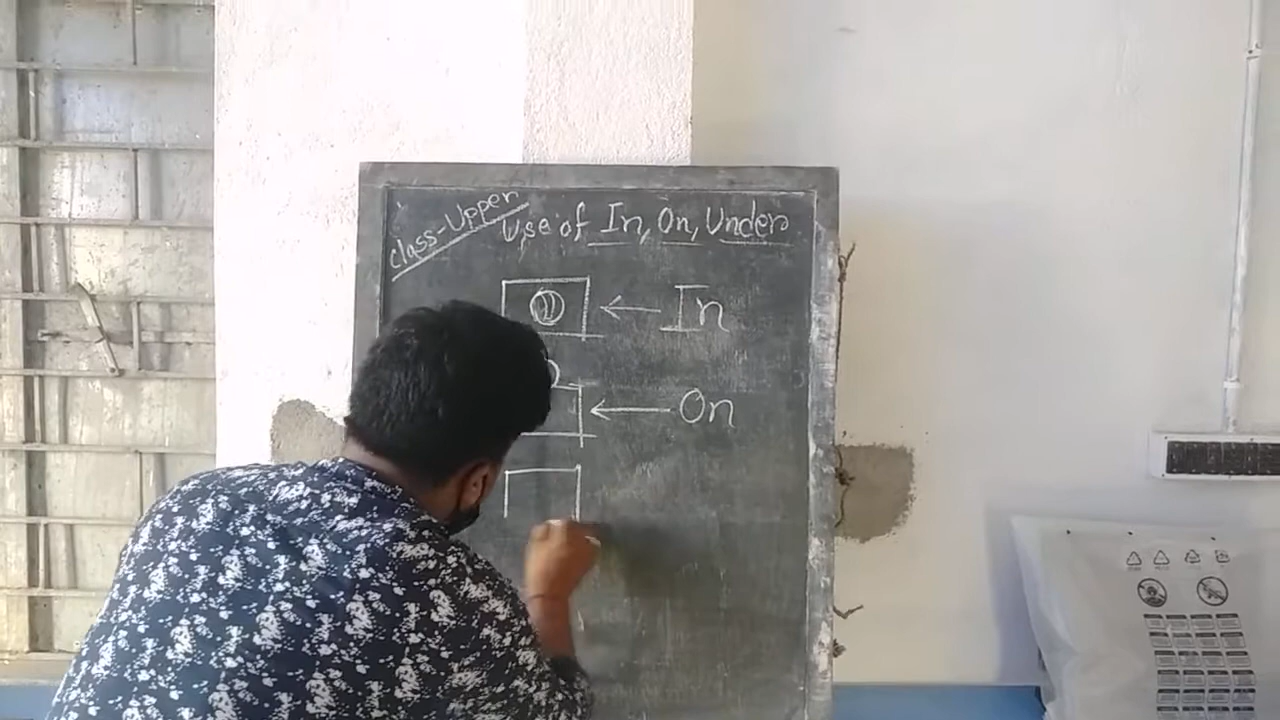 Class-Upper
Use of In, On, Under
In
On